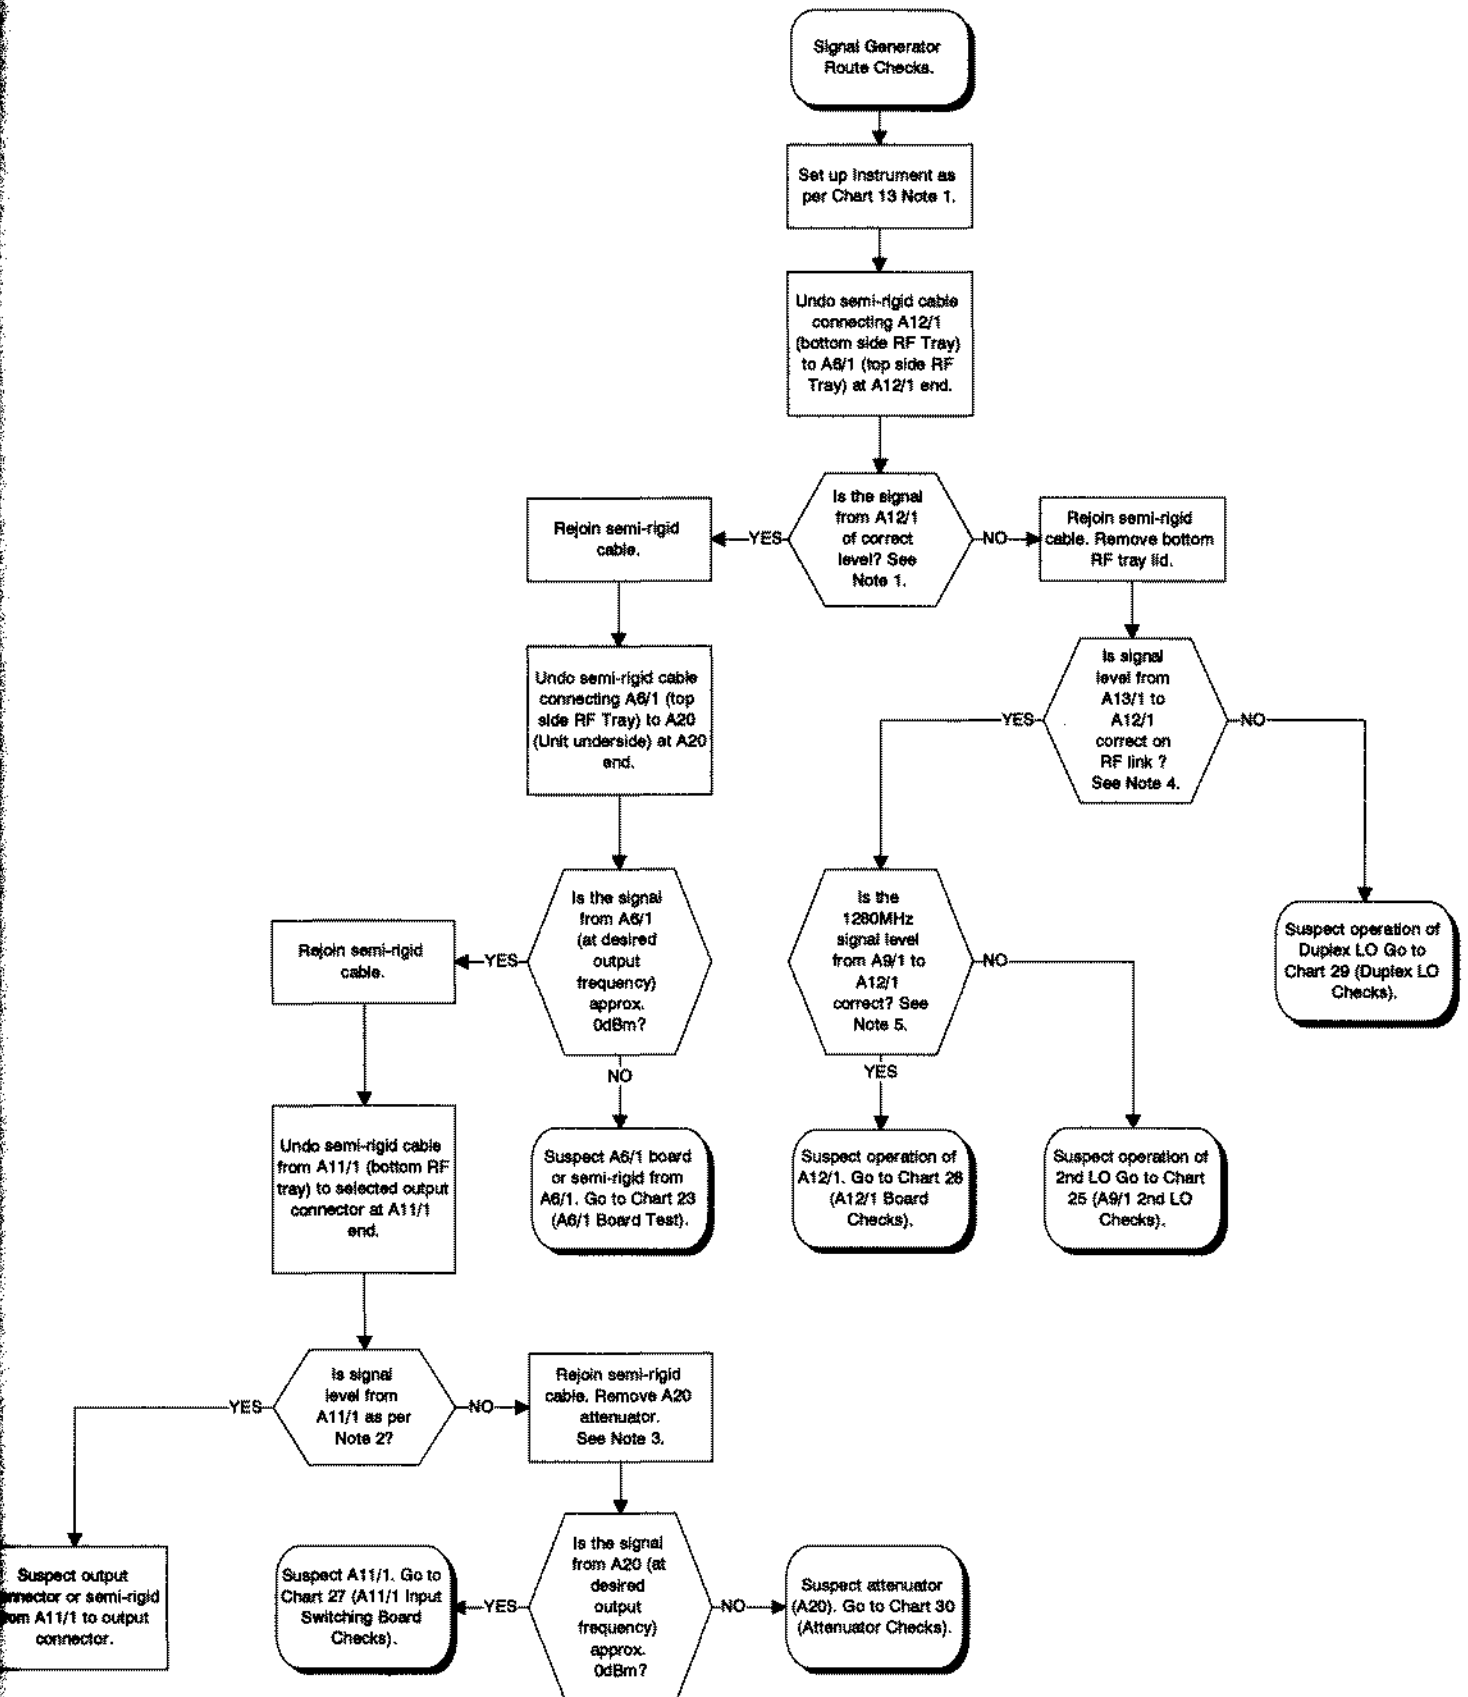 Signal Generator
Route Checks.
Set up Instrument as
per Chart 13 Note 1.
Undo semi-rigid cable
connecting A12/1
(bottom side RF Tray)
to A6/1 (top side RF
Tray) at A12/1 end.
Is the signal
from A12/1
of correct
level? See
Note 1.
YES
NO
Rejoin semi-rigid
cable.
Rejoin semi-rigid
cable. Remove bottom
RF tray lid.
Undo semi-rigid cable
connecting A6/1 (top
side RF Tray) to A20
(Unit underside) at A20
end.
Is signal
level from
A13/1 to
A12/1
correct on
RF link ?
See Note 4.
YES
NO
Is the signal
from A6/1
(at desired
output
frequency)
approx.
0dBm?
YES
NO
Is the
1280MHz
signal level
from A9/1 to
A12/1
correct? See
Note 5.
NO
YES
Suspect operation of
Duplex LO Go to
Chart 29 (Duplex LO
Checks).
Rejoin semi-rigid
cable.
Undo semi-rigid cable
from A11/1 (bottom RF
tray) to selected output
connector at A11/1
end.
Suspect A6/1 board
or semi-rigid from
A6/1. Go to Chart 23
(A6/1 Board Test).
Suspect operation of
A12/1. Go to Chart 28
(A12/1 Board
Checks).
Suspect operation of
2nd LO Go to Chart
25 (A9/1 2nd LO
Checks).
Is signal
level from
A11/1 as per
Note 2?
YES
NO
Rejoin semi-rigid
cable. Remove A20
attenuator.
See Note 3.
Suspect output
connector or semi-rigid
from A11/1 to output
connector.
Suspect A11/1. Go to
Chart 27 (A11/1 Input
Switching Board
Checks).
Is the signal
from A20 (at
desired
output
frequency)
approx.
0dBm?
YES
NO
Suspect attenuator
(A20). Go to Chart 30
(Attenuator Checks).